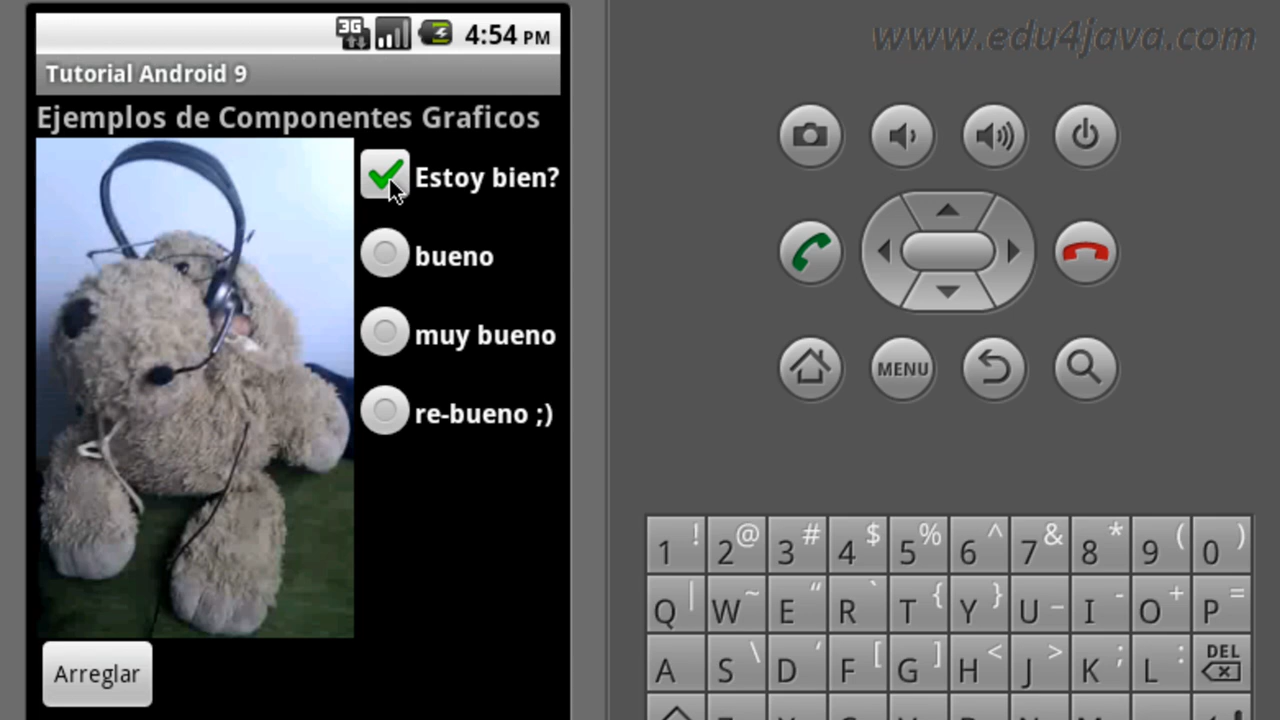 www.edu4java.com
3G 4:54 PM
Tutorial Android 9
Ejemplos de Componentes Graficos
Estoy bien?
bueno
muy bueno
re-bueno ;)
Arreglar
MENU
1 ! 2 @ 3 # 4 $ 5 % 6 ^ 7 & 8 * 9 ( 0 )
Q | W ~ E “ R ` T { Y } U _ I - O + P =
A S \ D ‘ F [ G ] H < J > K ; L : DEL